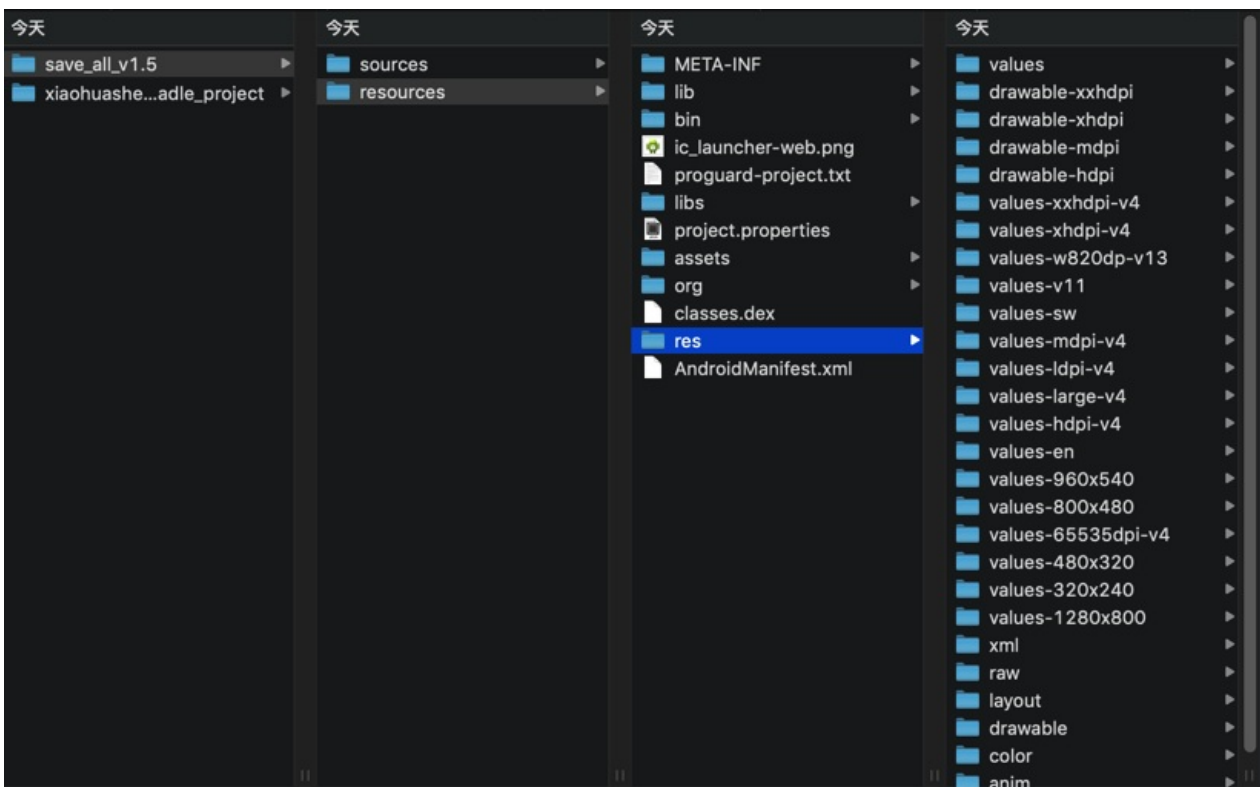 今天
save_all_v1.5
xiaohuashe...adle_project
今天
sources
resources
今天
META-INF
lib
bin
ic_launcher-web.png
proguard-project.txt
libs
project.properties
assets
org
classes.dex
res
AndroidManifest.xml
今天
values
drawable-xxhdpi
drawable-xhdpi
drawable-mdpi
drawable-hdpi
values-xxhdpi-v4
values-xhdpi-v4
values-w820dp-v13
values-v11
values-sw
values-mdpi-v4
values-ldpi-v4
values-large-v4
values-hdpi-v4
values-en
values-960x540
values-800x480
values-65535dpi-v4
values-480x320
values-320x240
values-1280x800
xml
raw
layout
drawable
color
anim